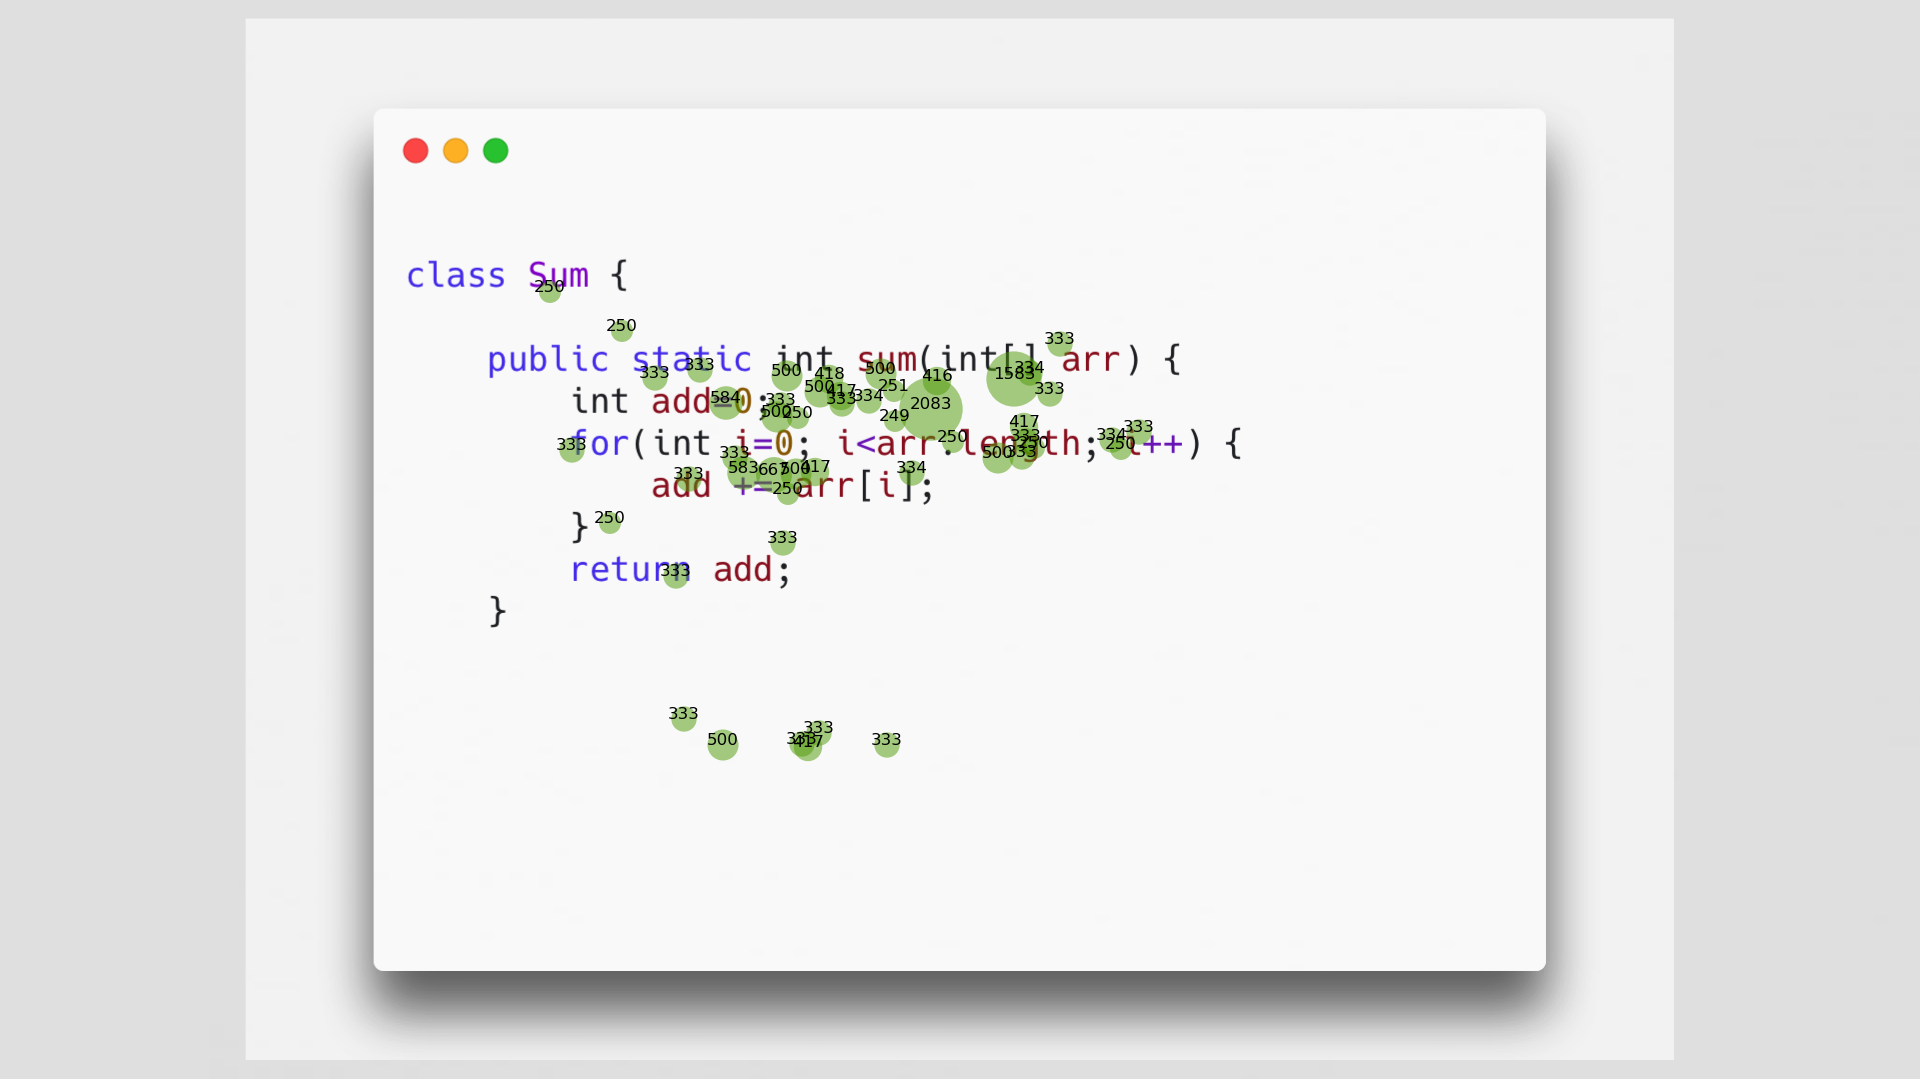 class Sum {
250
250
333
public static int sum(int[] arr) {
333 333 500 418 500 416 1583 334
500 417 333 334 251 333
int add=0;
584 333 500 250 249 2083
417 333 334 333
for(int i=0; i<arr.length; i++) {
333 250 333 250 250
333 500 333
583 667 500 417 334
333
add += arr[i];
250
} 250
333
return add;
333
}
333
333
500 333 417 333